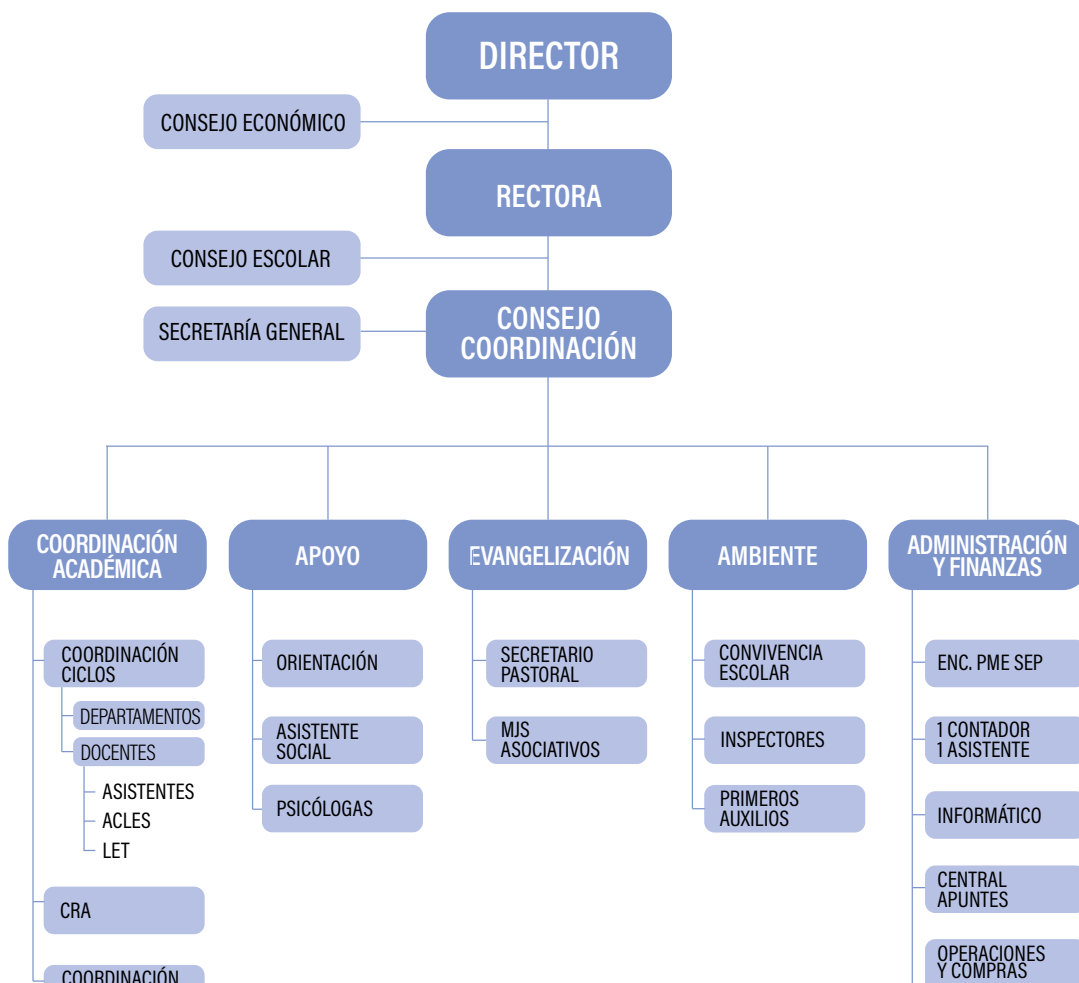 DIRECTOR
CONSEJO ECONÓMICO
RECTORA
CONSEJO ESCOLAR
SECRETARÍA GENERAL
CONSEJO
COORDINACIÓN
COORDINACIÓN
ACADÉMICA
COORDINACIÓN
CICLOS
DEPARTAMENTOS
DOCENTES
ASISTENTES
ACLES
LET
CRA
COORDINACIÓN
APOYO
ORIENTACIÓN
ASISTENTE
SOCIAL
PSICÓLOGAS
EVANGELIZACIÓN
SECRETARIO
PASTORAL
MJS
ASOCIATIVOS
AMBIENTE
CONVIVENCIA
ESCOLAR
INSPECTORES
PRIMEROS
AUXILIOS
ADMINISTRACIÓN
Y FINANZAS
ENC. PME SEP
1 CONTADOR
1 ASISTENTE
INFORMÁTICO
CENTRAL
APUNTES
OPERACIONES
Y COMPRAS